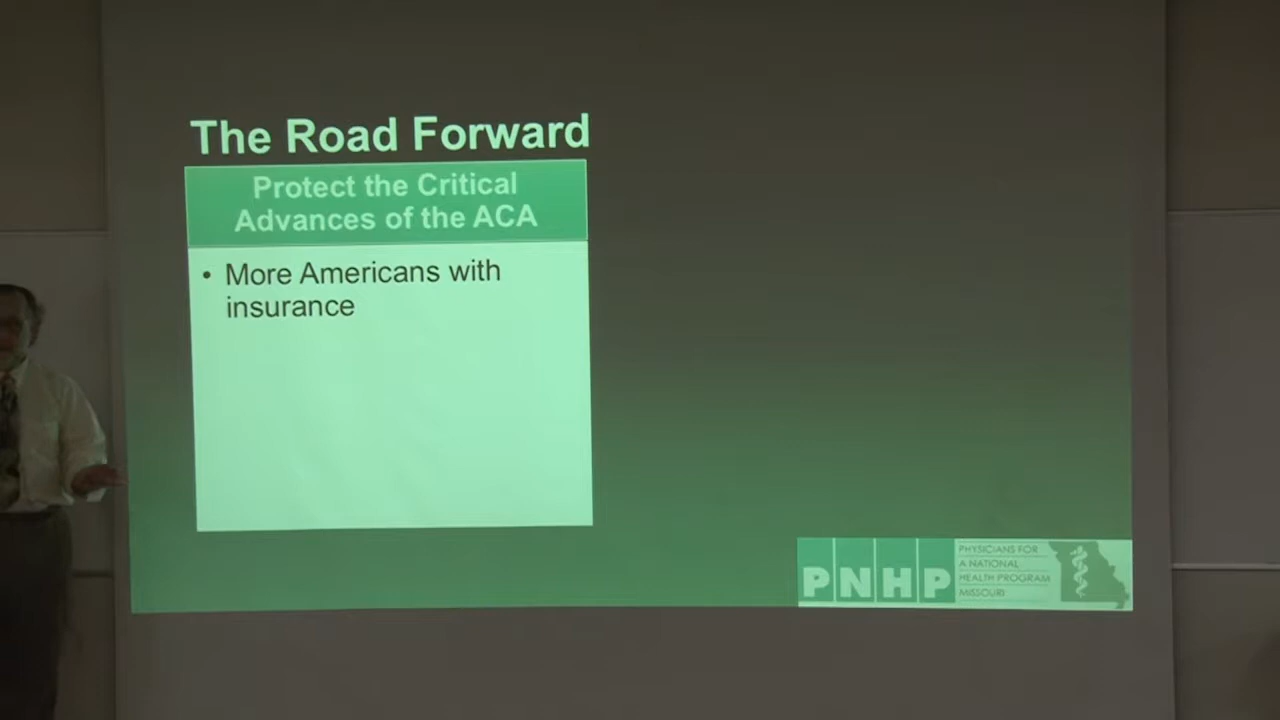 The Road Forward
Protect the Critical
Advances of the ACA
• More Americans with
insurance
PNHP
PHYSICIANS FOR
A NATIONAL
HEALTH PROGRAM
MISSOURI